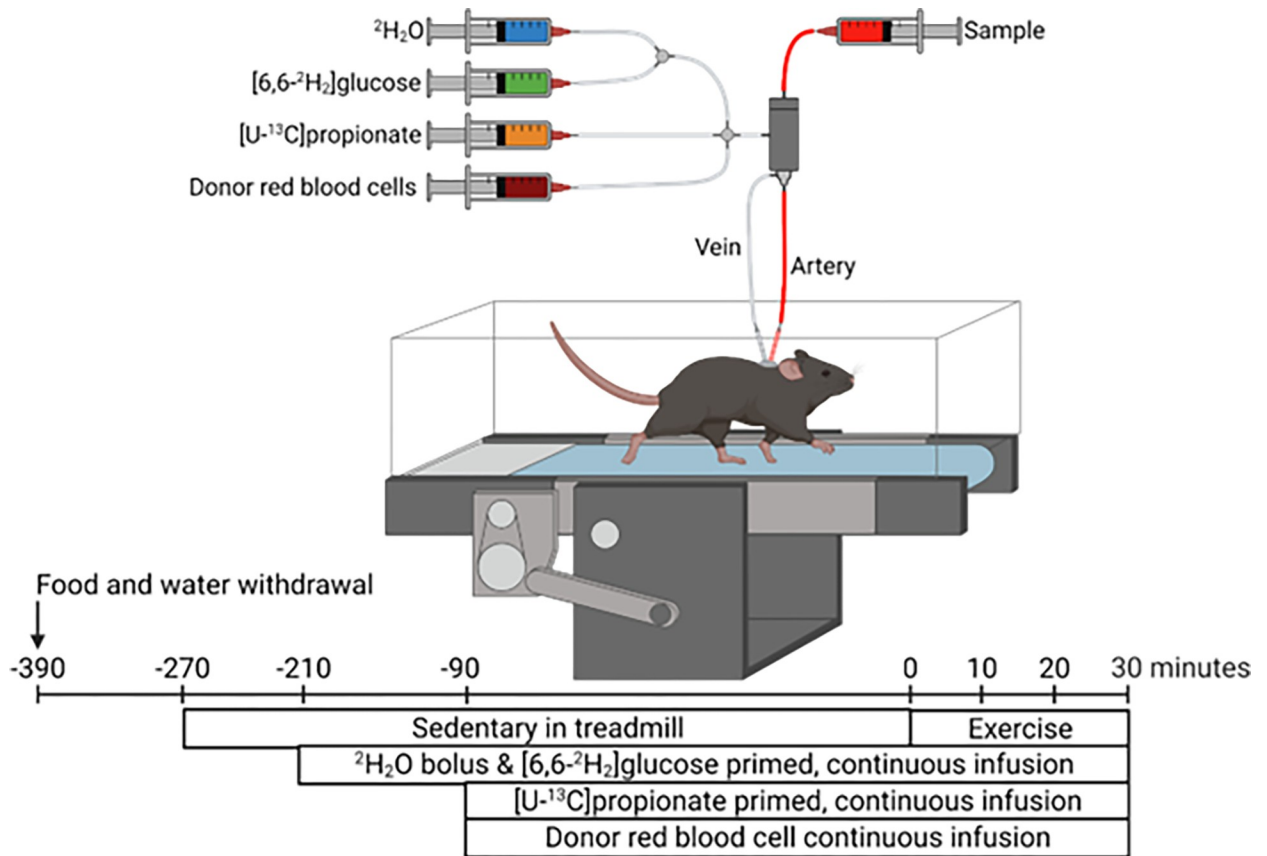 ²H₂O
Sample
[6,6-²H₂]glucose
[U-¹³C]propionate
Donor red blood cells
Vein
Artery
Food and water withdrawal
-390 -270 -210 -90 0 10 20 30 minutes
Sedentary in treadmill Exercise
²H₂O bolus & [6,6-²H₂]glucose primed, continuous infusion
[U-¹³C]propionate primed, continuous infusion
Donor red blood cell continuous infusion